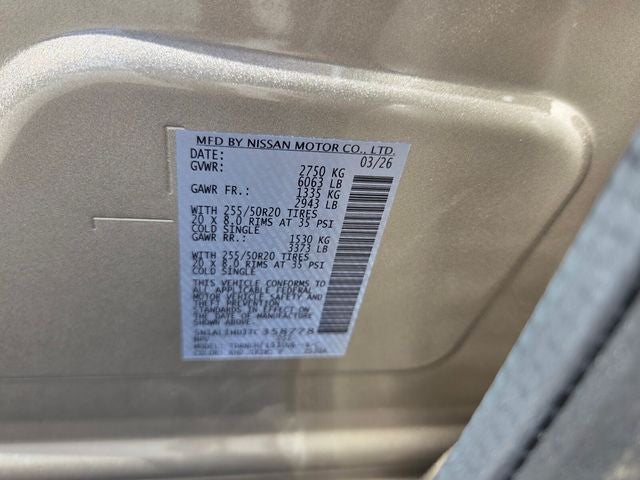 MFD BY NISSAN MOTOR CO., LTD.
DATE: 03/26
GVWR: 2750 KG
6063 LB
GAWR FR.: 1335 KG
2943 LB
WITH 255/50R20 TIRES
20 X 8.0 RIMS AT 35 PSI
COLD SINGLE
GAWR RR.: 1530 KG
3373 LB
WITH 255/50R20 TIRES
20 X 8.0 RIMS AT 35 PSI
COLD SINGLE
THIS VEHICLE CONFORMS TO
ALL APPLICABLE FEDERAL
MOTOR VEHICLE SAFETY AND
THEFT PREVENTION
STANDARDS IN EFFECT ON THE
DATE OF MANUFACTURE
SHOWN ABOVE.
MPV
MODEL:
COLOR: